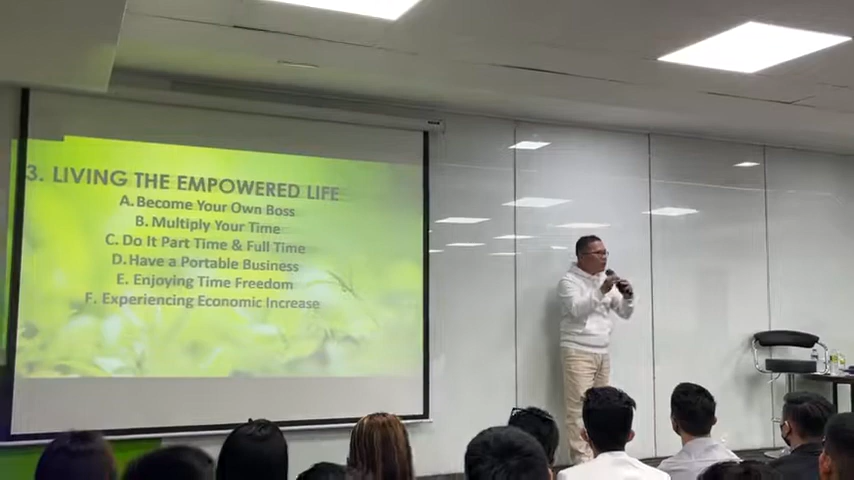 3. LIVING THE EMPOWERED LIFE
A. Become Your Own Boss
B. Multiply Your Time
C. Do It Part Time & Full Time
D. Have a Portable Business
E. Enjoying Time Freedom
F. Experiencing Economic Increase